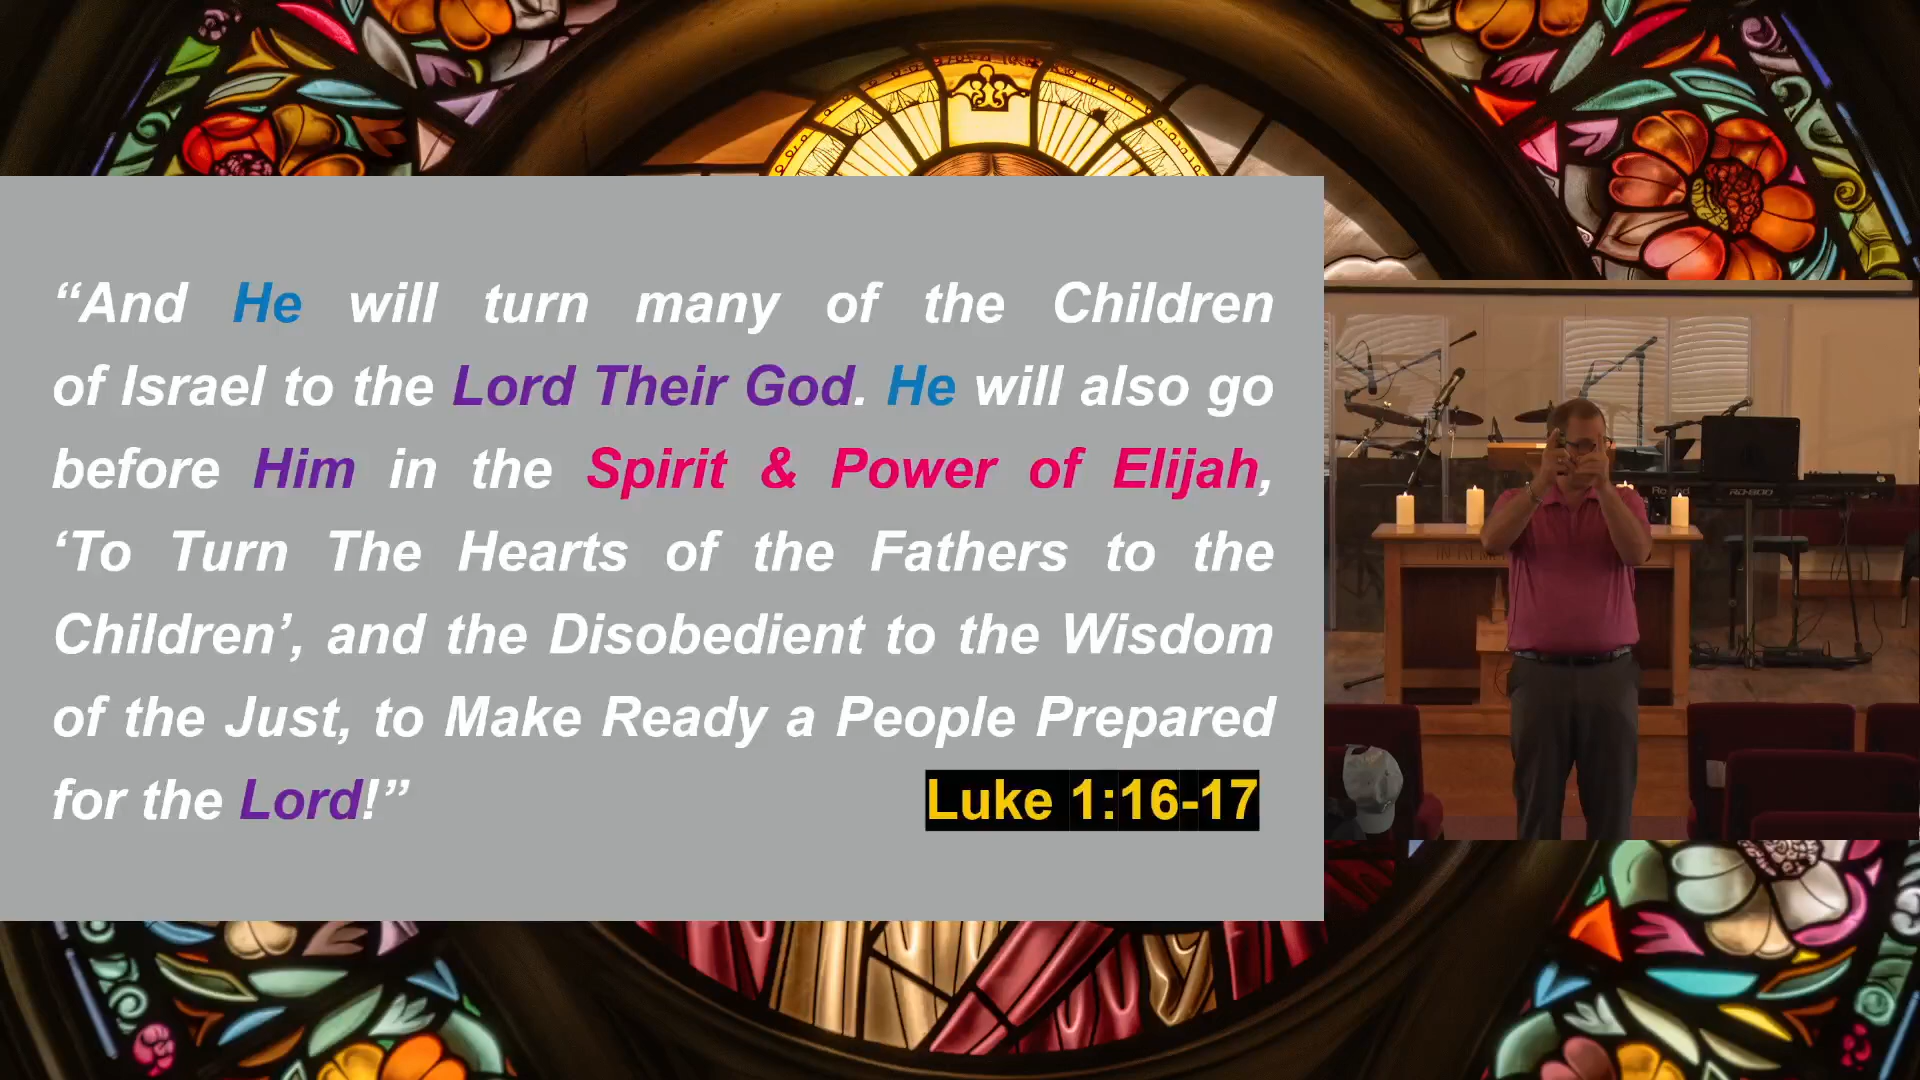 “And He will turn many of the Children
of Israel to the Lord Their God. He will also go
before Him in the Spirit & Power of Elijah,
‘To Turn The Hearts of the Fathers to the
Children’, and the Disobedient to the Wisdom
of the Just, to Make Ready a People Prepared
for the Lord!”
Luke 1:16-17
RD-800